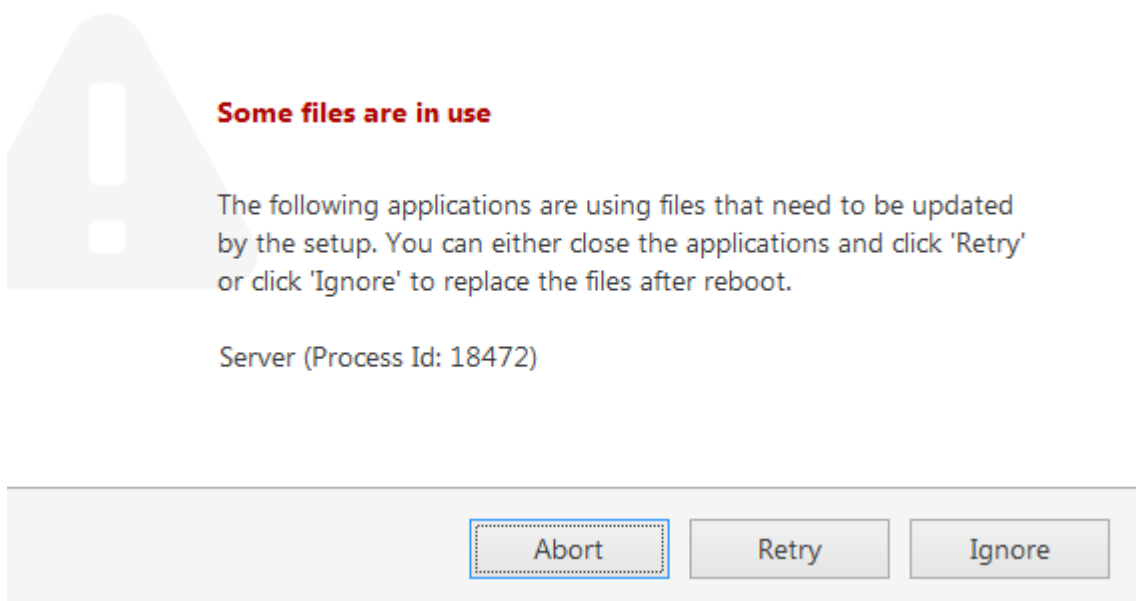 Some files are in use
The following applications are using files that need to be updated
by the setup. You can either close the applications and click 'Retry'
or click 'Ignore' to replace the files after reboot.
Server (Process Id: 18472)
Abort
Retry
Ignore